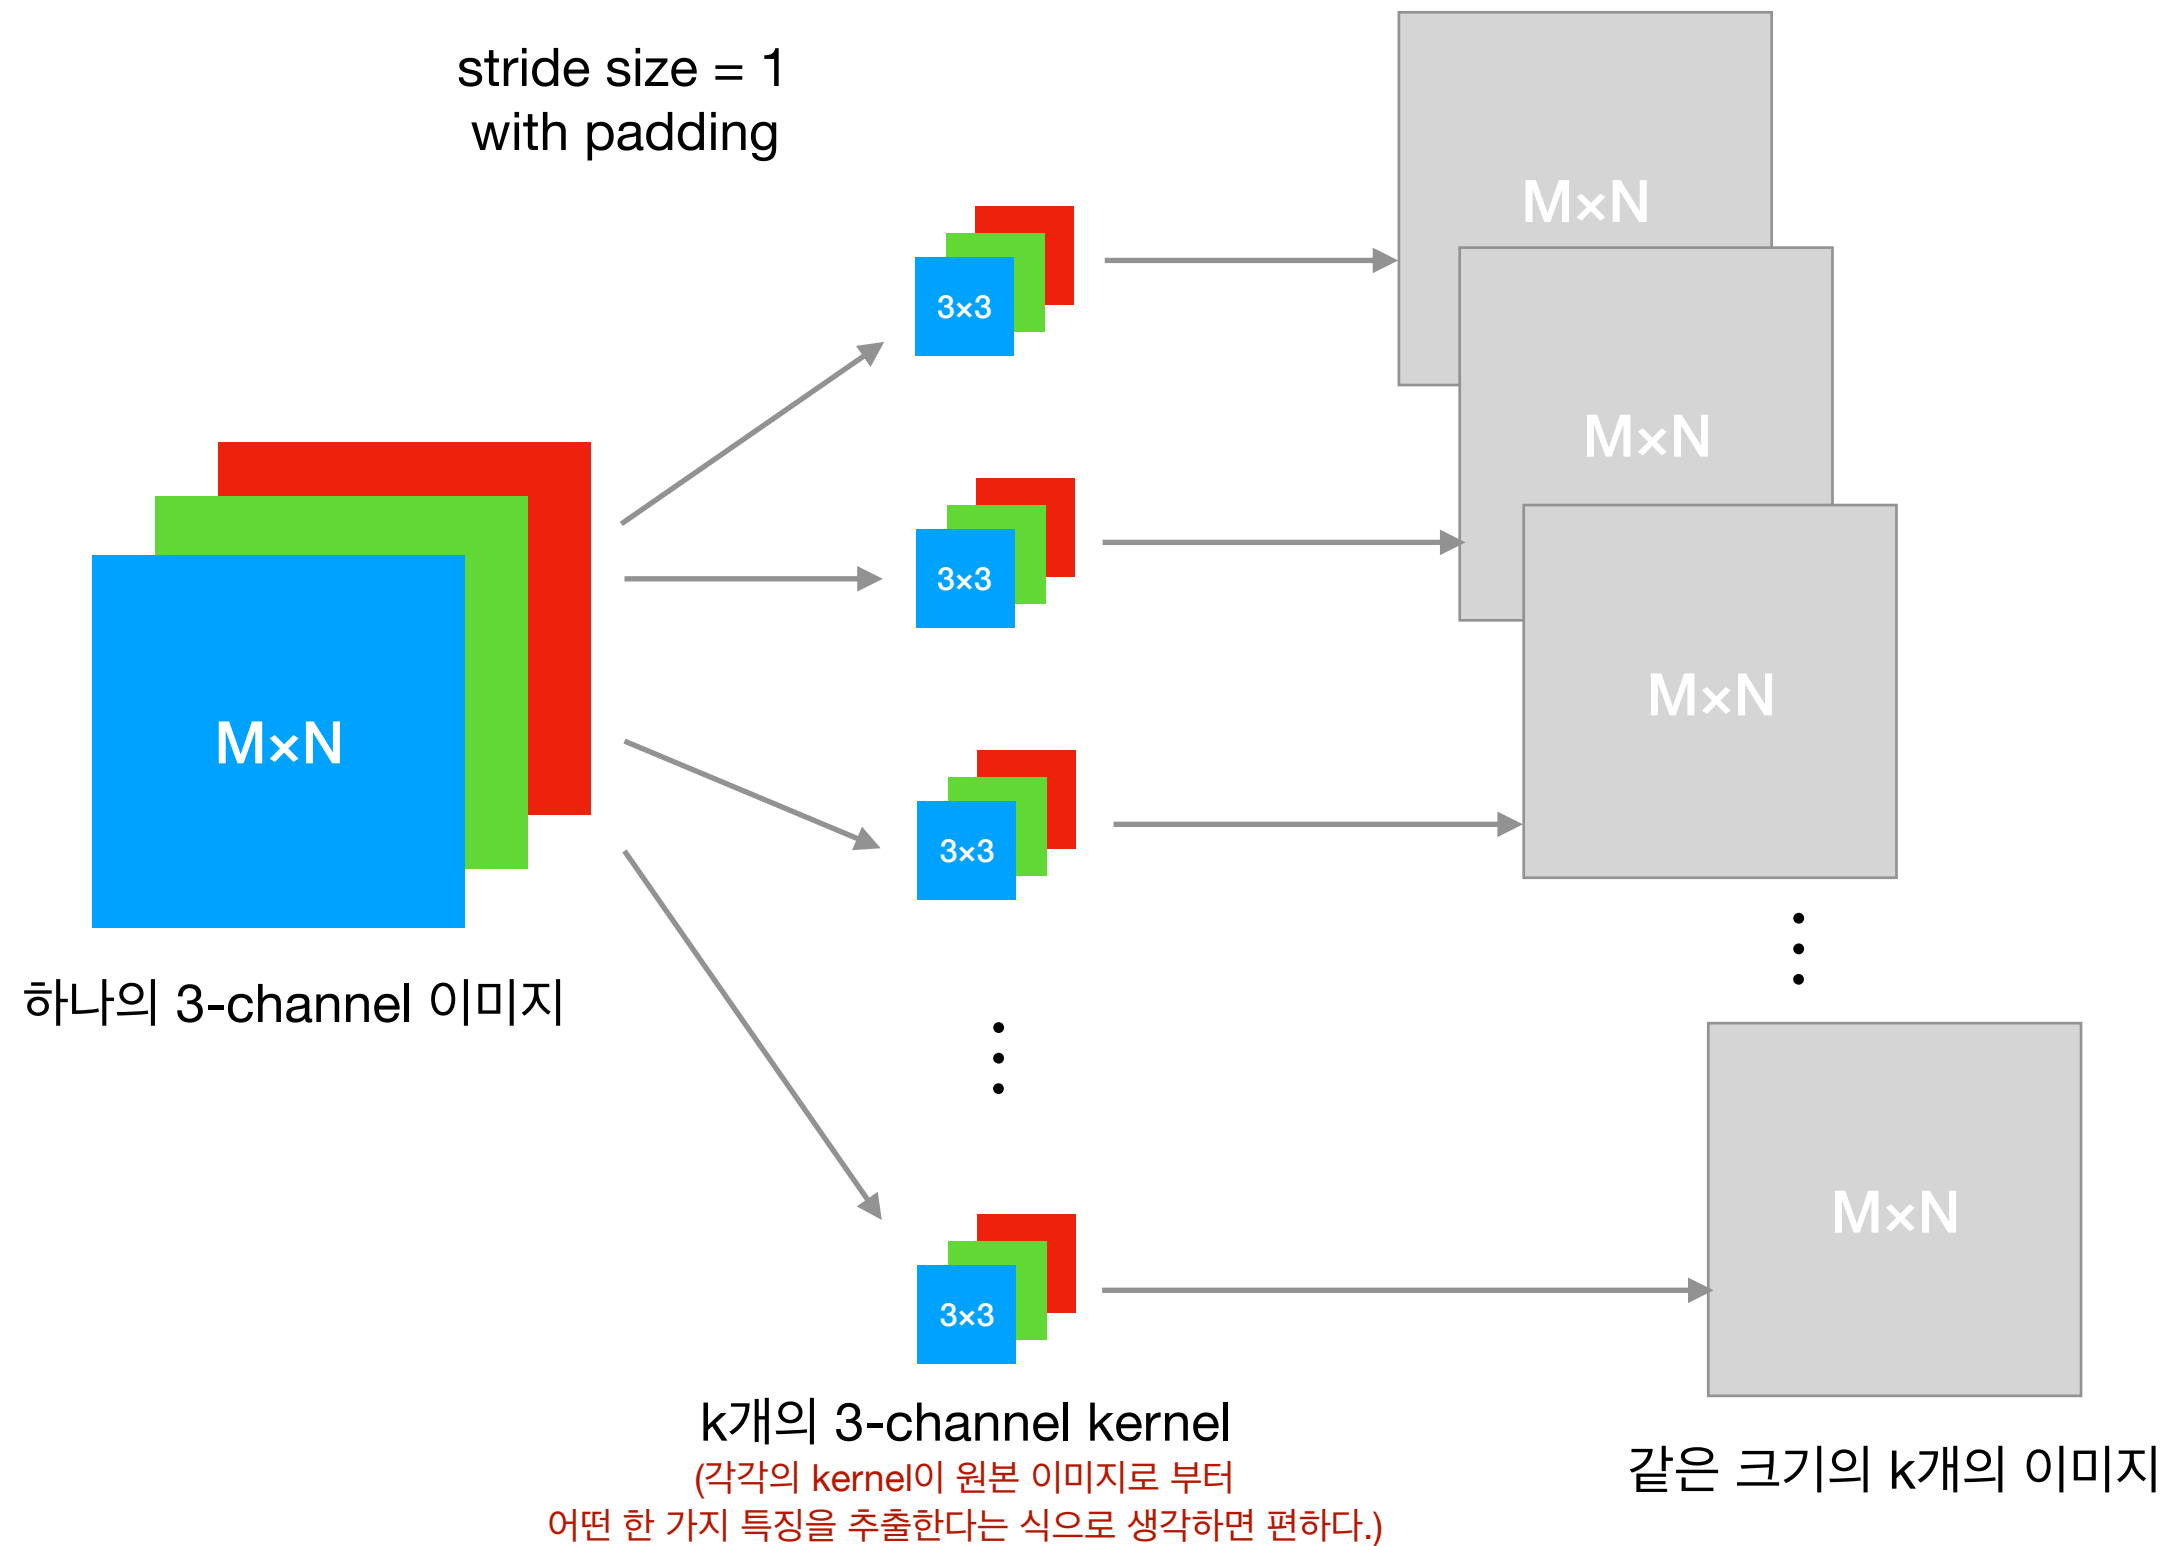 stride size = 1
with padding
M×N
3×3
M×N
3×3
M×N
M×N
3×3
M×N
하나의 3-channel 이미지
3×3
M×N
k개의 3-channel kernel
(각각의 kernel이 원본 이미지로 부터
어떤 한 가지 특징을 추출한다는 식으로 생각하면 편하다.)
같은 크기의 k개의 이미지